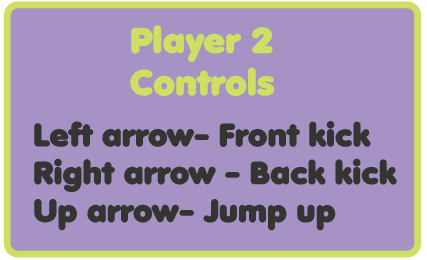 Player 2
Controls
Left arrow- Front kick
Right arrow - Back kick
Up arrow- Jump up